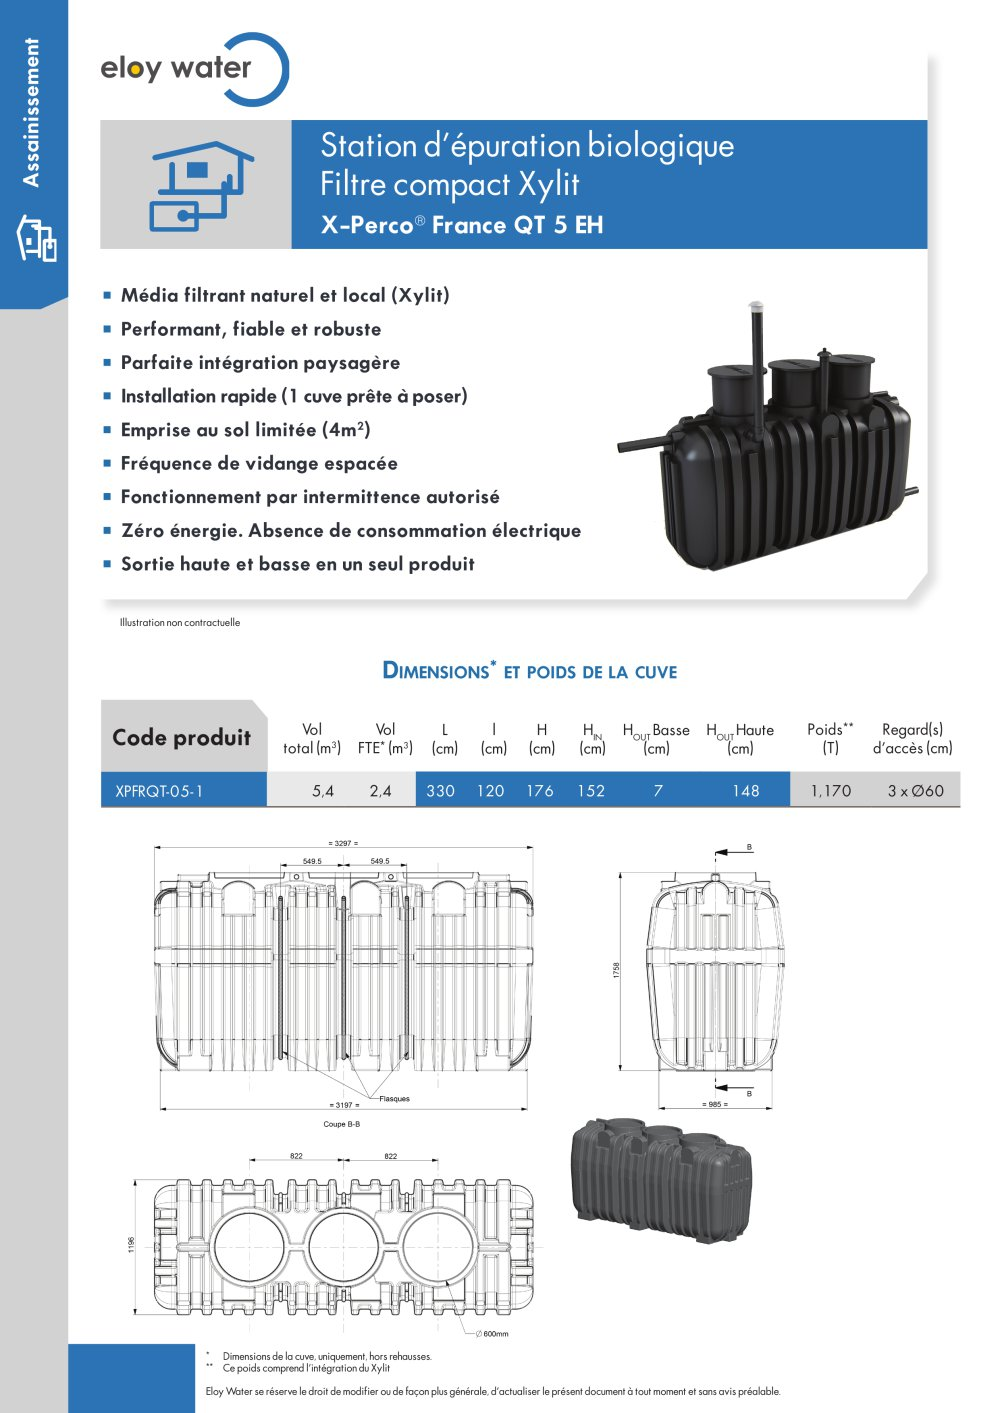 Assainissement
eloy water
Station d'épuration biologique
Filtre compact Xylit
X-Perco® France QT 5 EH
Média filtrant naturel et local (Xylit)
Performant, fiable et robuste
Parfaite intégration paysagère
Installation rapide (1 cuve prête à poser)
Emprise au sol limitée (4m²)
Fréquence de vidange espacée
Fonctionnement par intermittence autorisé
Zéro énergie. Absence de consommation électrique
Sortie haute et basse en un seul produit
Illustration non contractuelle
DIMENSIONS* ET POIDS DE LA CUVE
Code produit
Vol total (m³)
Vol FTE* (m³)
L (cm)
l (cm)
H (cm)
HIN (cm)
HOUT Basse (cm)
HOUT Haute (cm)
Poids** (T)
Regard(s) d'accès (cm)
XPFRQT-05-1 5,4 2,4 330 120 176 152 7 148 1,170 3 x Ø60
= 3297 =
549.5 549.5
Flasques
= 3197 =
Coupe B-B
B
1758
B
= 985 =
822 822
1196
Ø 600mm
* Dimensions de la cuve, uniquement, hors rehausses.
** Ce poids comprend l'intégration du Xylit
Eloy Water se réserve le droit de modifier ou de façon plus générale, d'actualiser le présent document à tout moment et sans avis préalable.